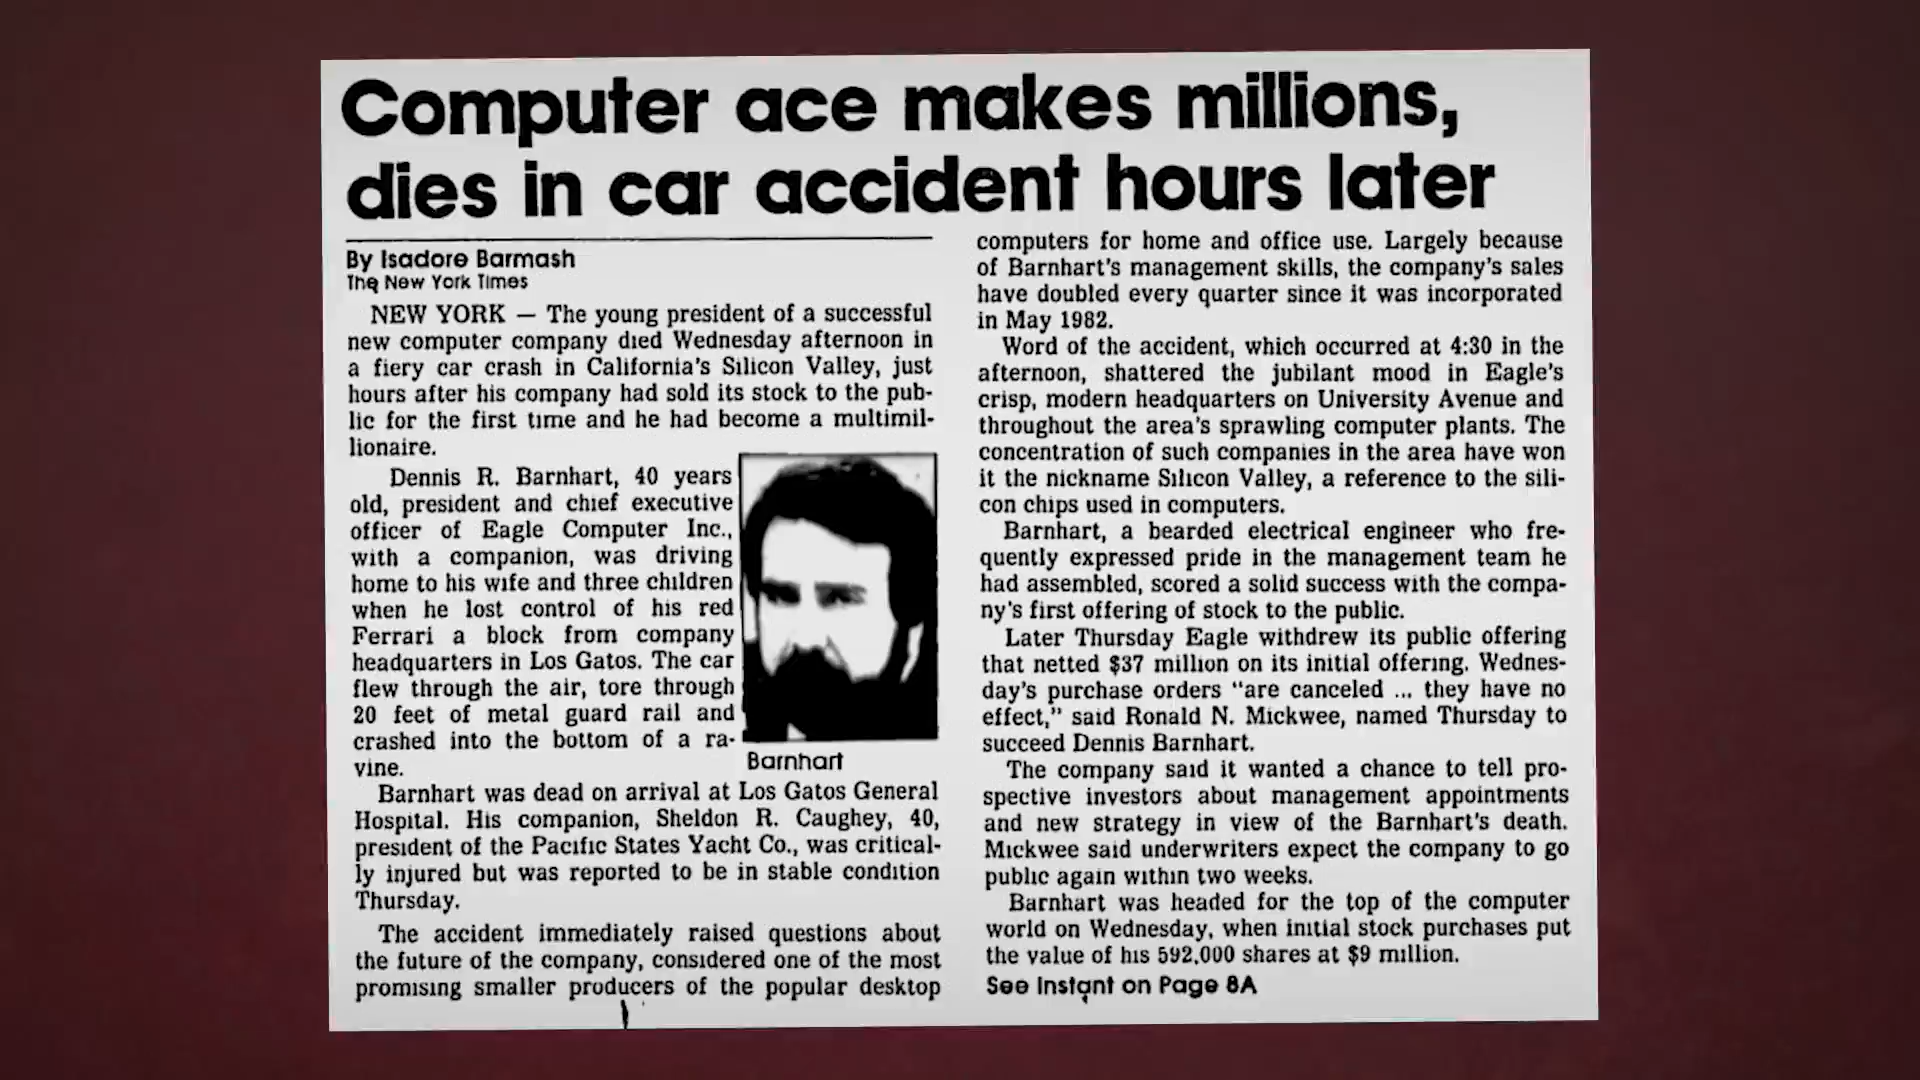 Computer ace makes millions,
dies in car accident hours later
By Isadore Barmash
The New York Times
NEW YORK — The young president of a successful
new computer company died Wednesday afternoon in
a fiery car crash in California's Silicon Valley, just
hours after his company had sold its stock to the pub-
lic for the first time and he had become a multimil-
lionaire.
Dennis R. Barnhart, 40 years
old, president and chief executive
officer of Eagle Computer Inc.,
with a companion, was driving
home to his wife and three children
when he lost control of his red
Ferrari a block from company
headquarters in Los Gatos. The car
flew through the air, tore through
20 feet of metal guard rail and
crashed into the bottom of a ra-
vine.
Barnhart
Barnhart was dead on arrival at Los Gatos General
Hospital. His companion, Sheldon R. Caughey, 40,
president of the Pacific States Yacht Co., was critical-
ly injured but was reported to be in stable condition
Thursday.
The accident immediately raised questions about
the future of the company, considered one of the most
promising smaller producers of the popular desktop
computers for home and office use. Largely because
of Barnhart's management skills, the company's sales
have doubled every quarter since it was incorporated
in May 1982.
Word of the accident, which occurred at 4:30 in the
afternoon, shattered the jubilant mood in Eagle's
crisp, modern headquarters on University Avenue and
throughout the area's sprawling computer plants. The
concentration of such companies in the area have won
it the nickname Silicon Valley, a reference to the sili-
con chips used in computers.
Barnhart, a bearded electrical engineer who fre-
quently expressed pride in the management team he
had assembled, scored a solid success with the compa-
ny's first offering of stock to the public.
Later Thursday Eagle withdrew its public offering
that netted $37 million on its initial offering. Wednes-
day's purchase orders "are canceled ... they have no
effect," said Ronald N. Mickwee, named Thursday to
succeed Dennis Barnhart.
The company said it wanted a chance to tell pro-
spective investors about management appointments
and new strategy in view of the Barnhart's death.
Mickwee said underwriters expect the company to go
public again within two weeks.
Barnhart was headed for the top of the computer
world on Wednesday, when initial stock purchases put
the value of his 592,000 shares at $9 million.
See Instant on Page 8A